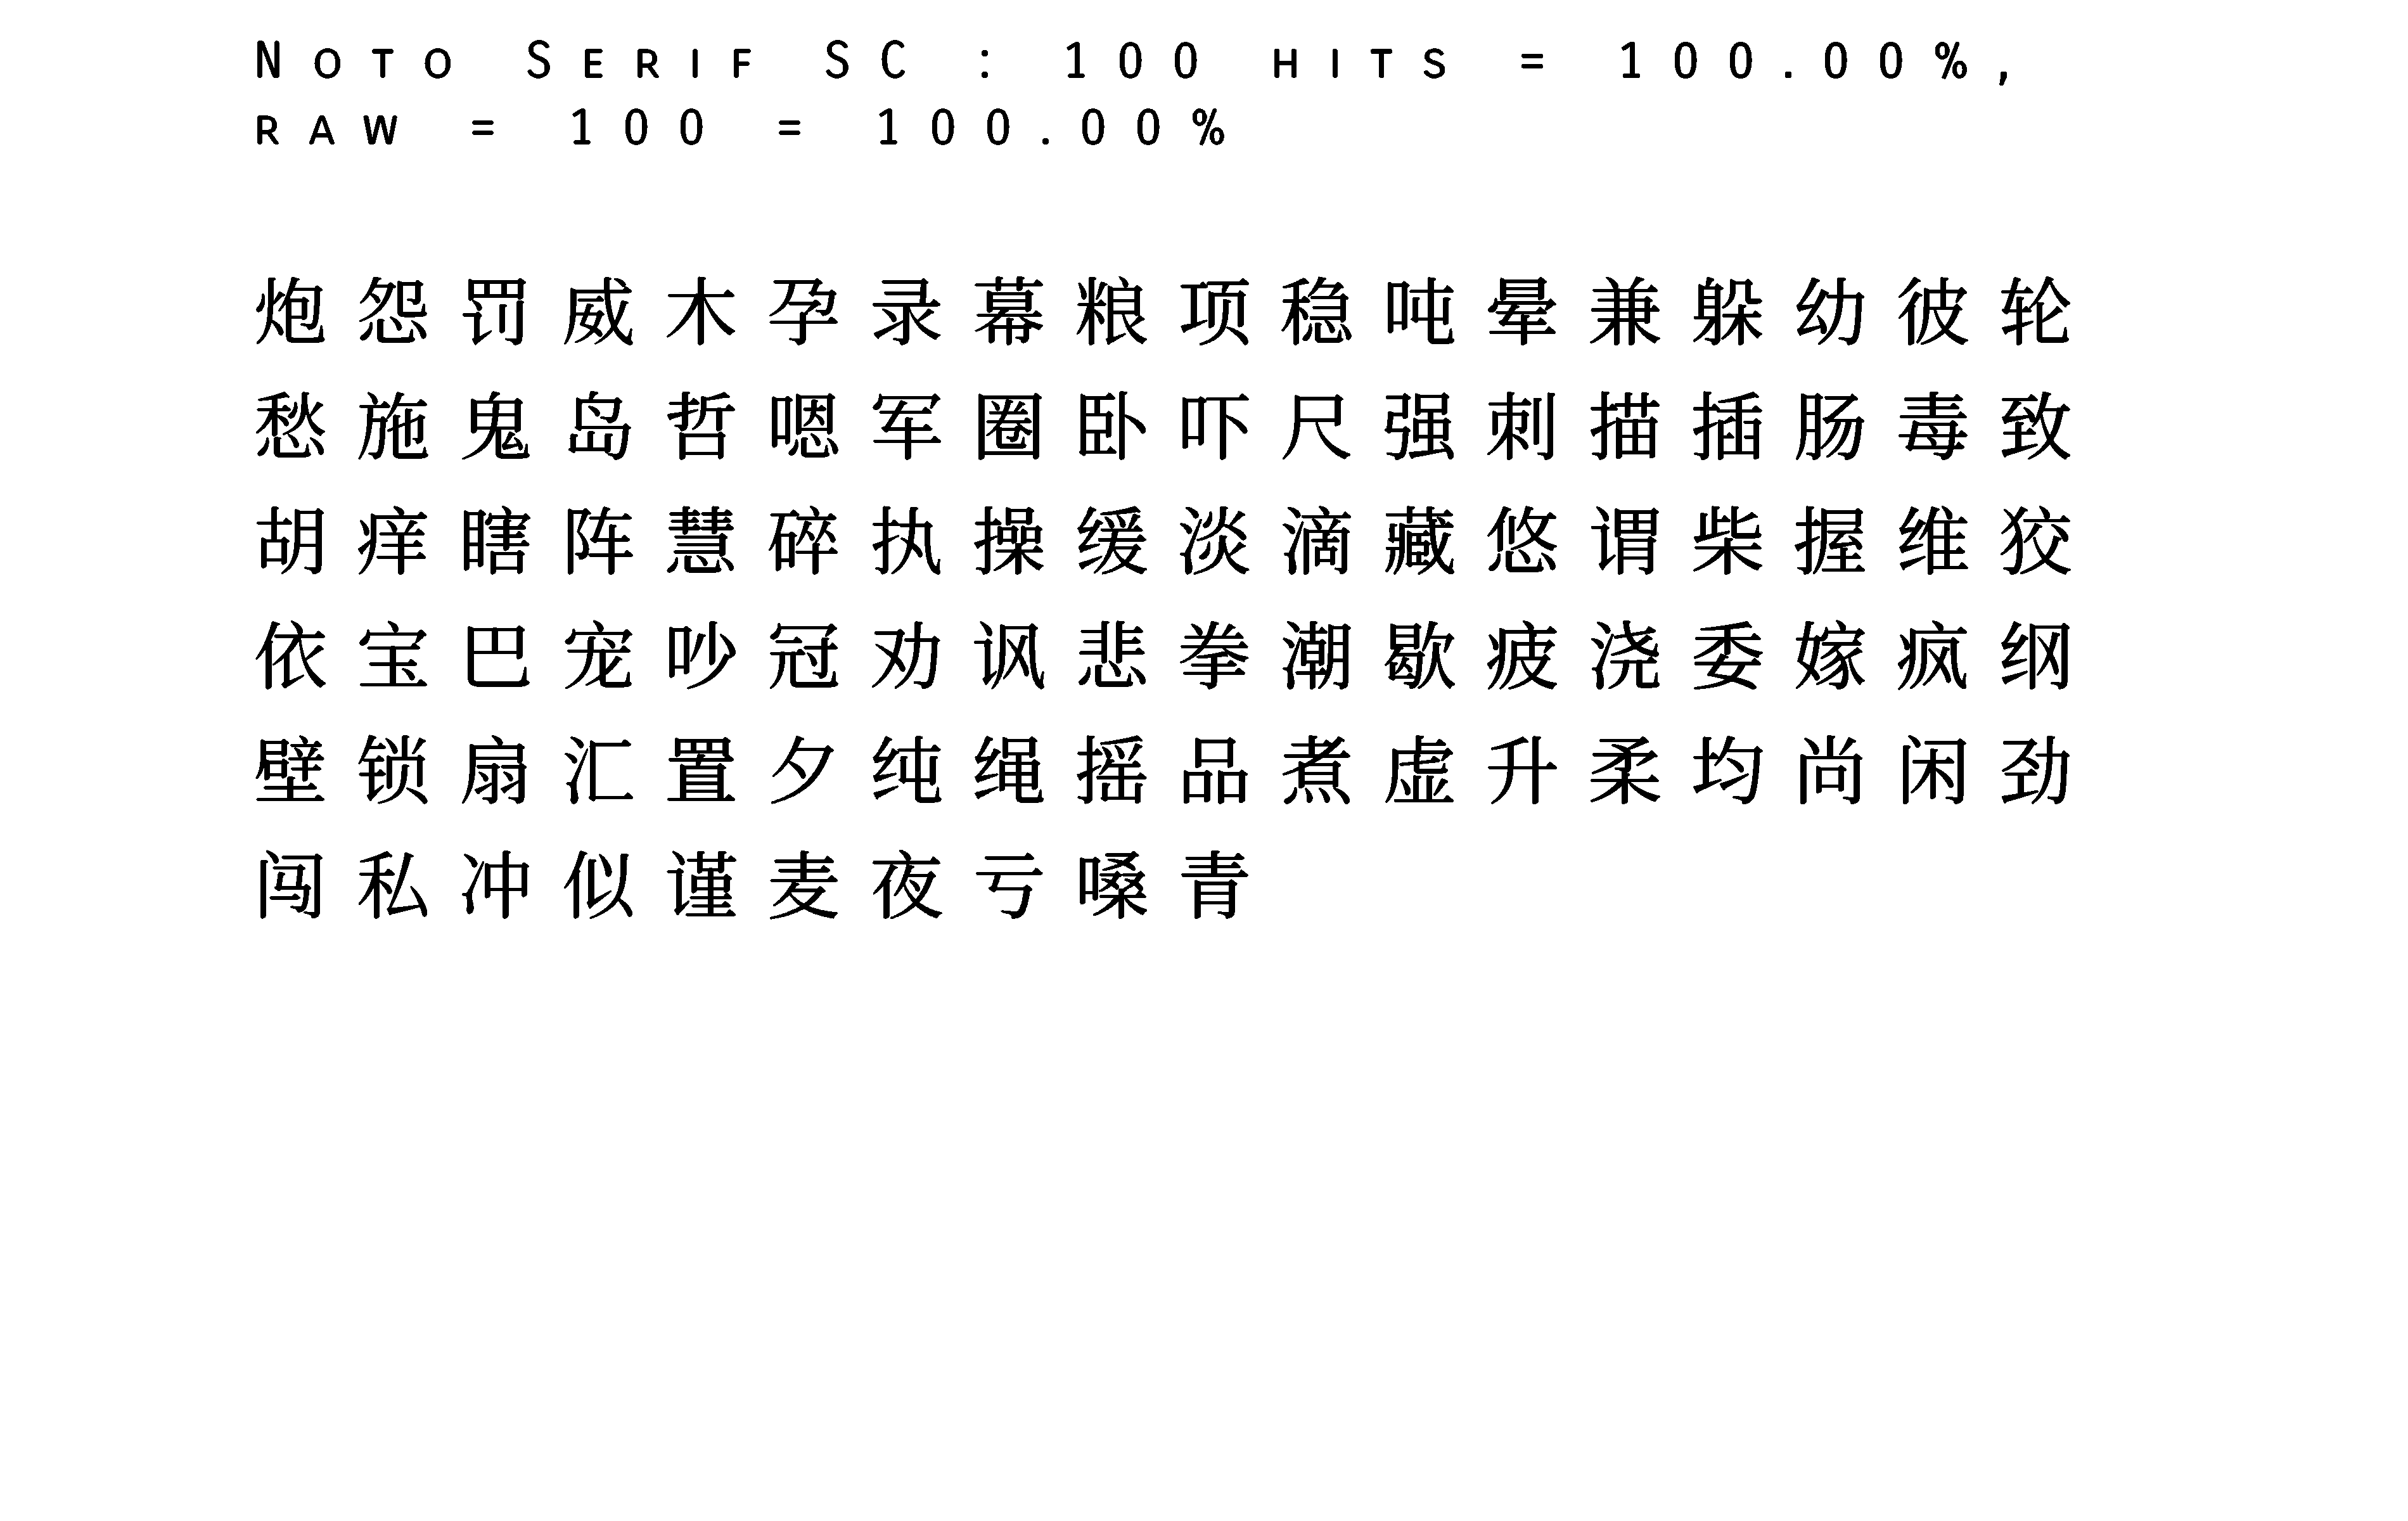 Noto Serif SC : 100 hits = 100.00%,
raw = 100 = 100.00%
炮怨罚威木孕录幕粮项稳吨晕兼躲幼彼轮
愁施鬼岛哲嗯军圈卧吓尺强刺描插肠毒致
胡痒瞎阵慧碎执操缓淡滴藏悠谓柴握维狡
依宝巴宠吵冠劝讽悲拳潮歇疲浇委嫁疯纲
壁锁扇汇置夕纯绳摇品煮虚升柔均尚闲劲
闯私冲似谨麦夜亏嗓青